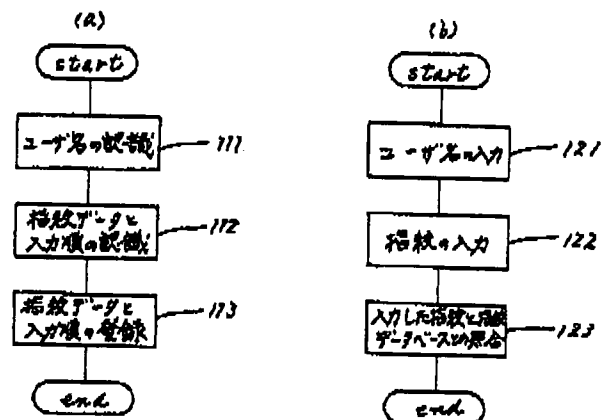 (a)
start
ユーザ名の認識
111
指紋データと
入力順の認識
112
指紋データと
入力順の登録
113
end
(b)
start
ユーザ名の入力
121
指紋の入力
122
入力した指紋と指紋
データベースとの照合
123
end